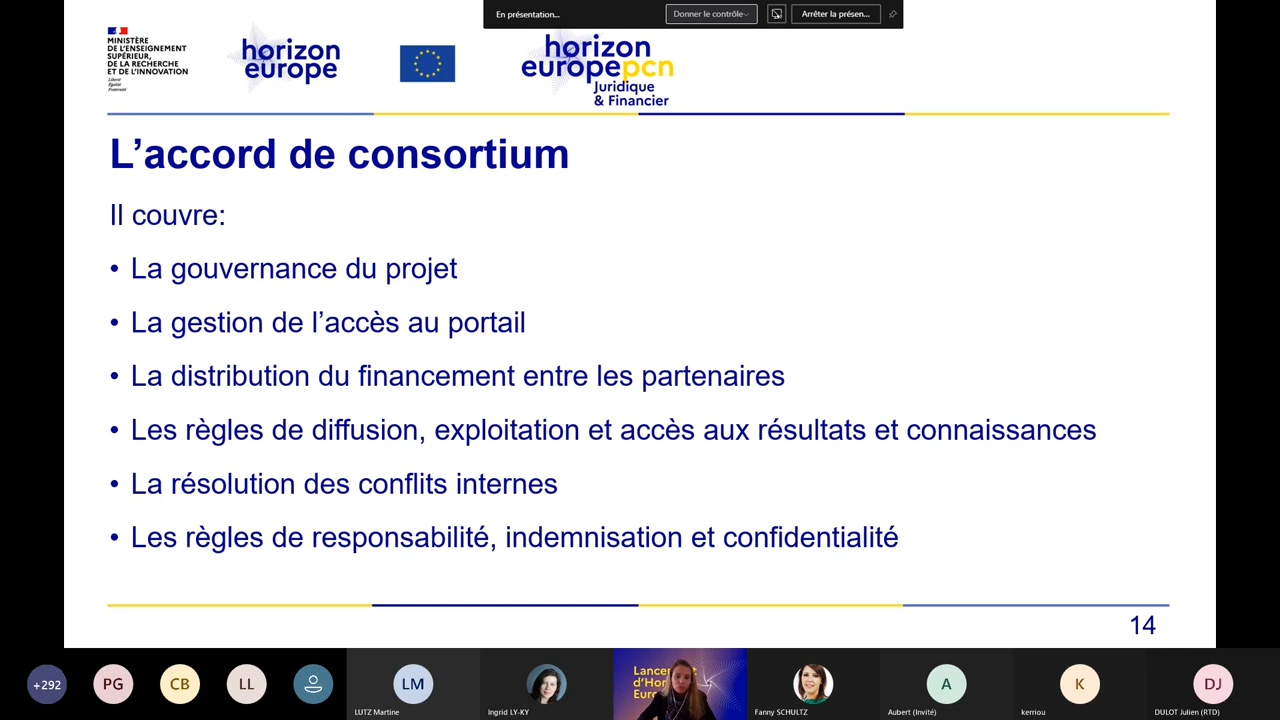 En présentation...
Donner le contrôle
Arrêter la présen...
MINISTÈRE
DE L'ENSEIGNEMENT
SUPÉRIEUR,
DE LA RECHERCHE
ET DE L'INNOVATION
Liberté
Égalité
Fraternité
horizon
europe
horizon
europepcn
Juridique
& Financier
L'accord de consortium
Il couvre:
• La gouvernance du projet
• La gestion de l'accès au portail
• La distribution du financement entre les partenaires
• Les règles de diffusion, exploitation et accès aux résultats et connaissances
• La résolution des conflits internes
• Les règles de responsabilité, indemnisation et confidentialité
14
+292
PG
CB
LL
LM
LUTZ Martine
Ingrid LY-KY
Fanny SCHULTZ
A
Aubert (Invité)
K
kerriou
DJ
DULOT Julien (RTD)